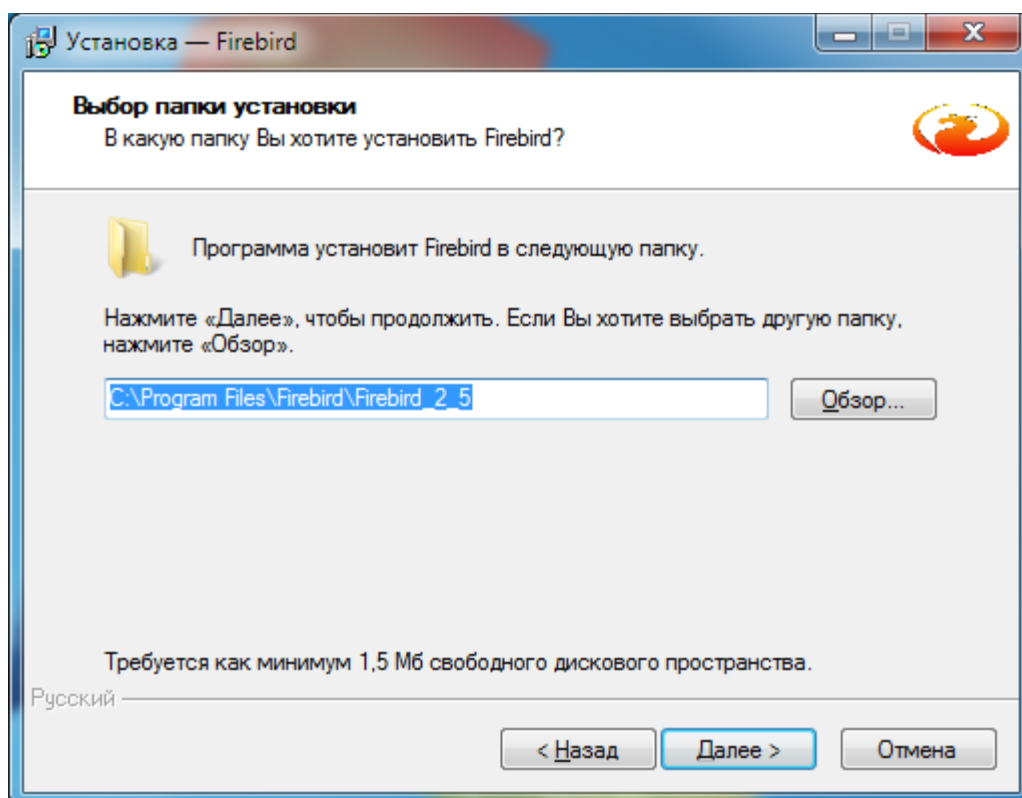 Установка — Firebird
Выбор папки установки
В какую папку Вы хотите установить Firebird?
Программа установит Firebird в следующую папку.
Нажмите «Далее», чтобы продолжить. Если Вы хотите выбрать другую папку,
нажмите «Обзор».
C:\Program Files\Firebird\Firebird_2_5
Обзор...
Требуется как минимум 1,5 Мб свободного дискового пространства.
Русский
< Назад
Далее >
Отмена